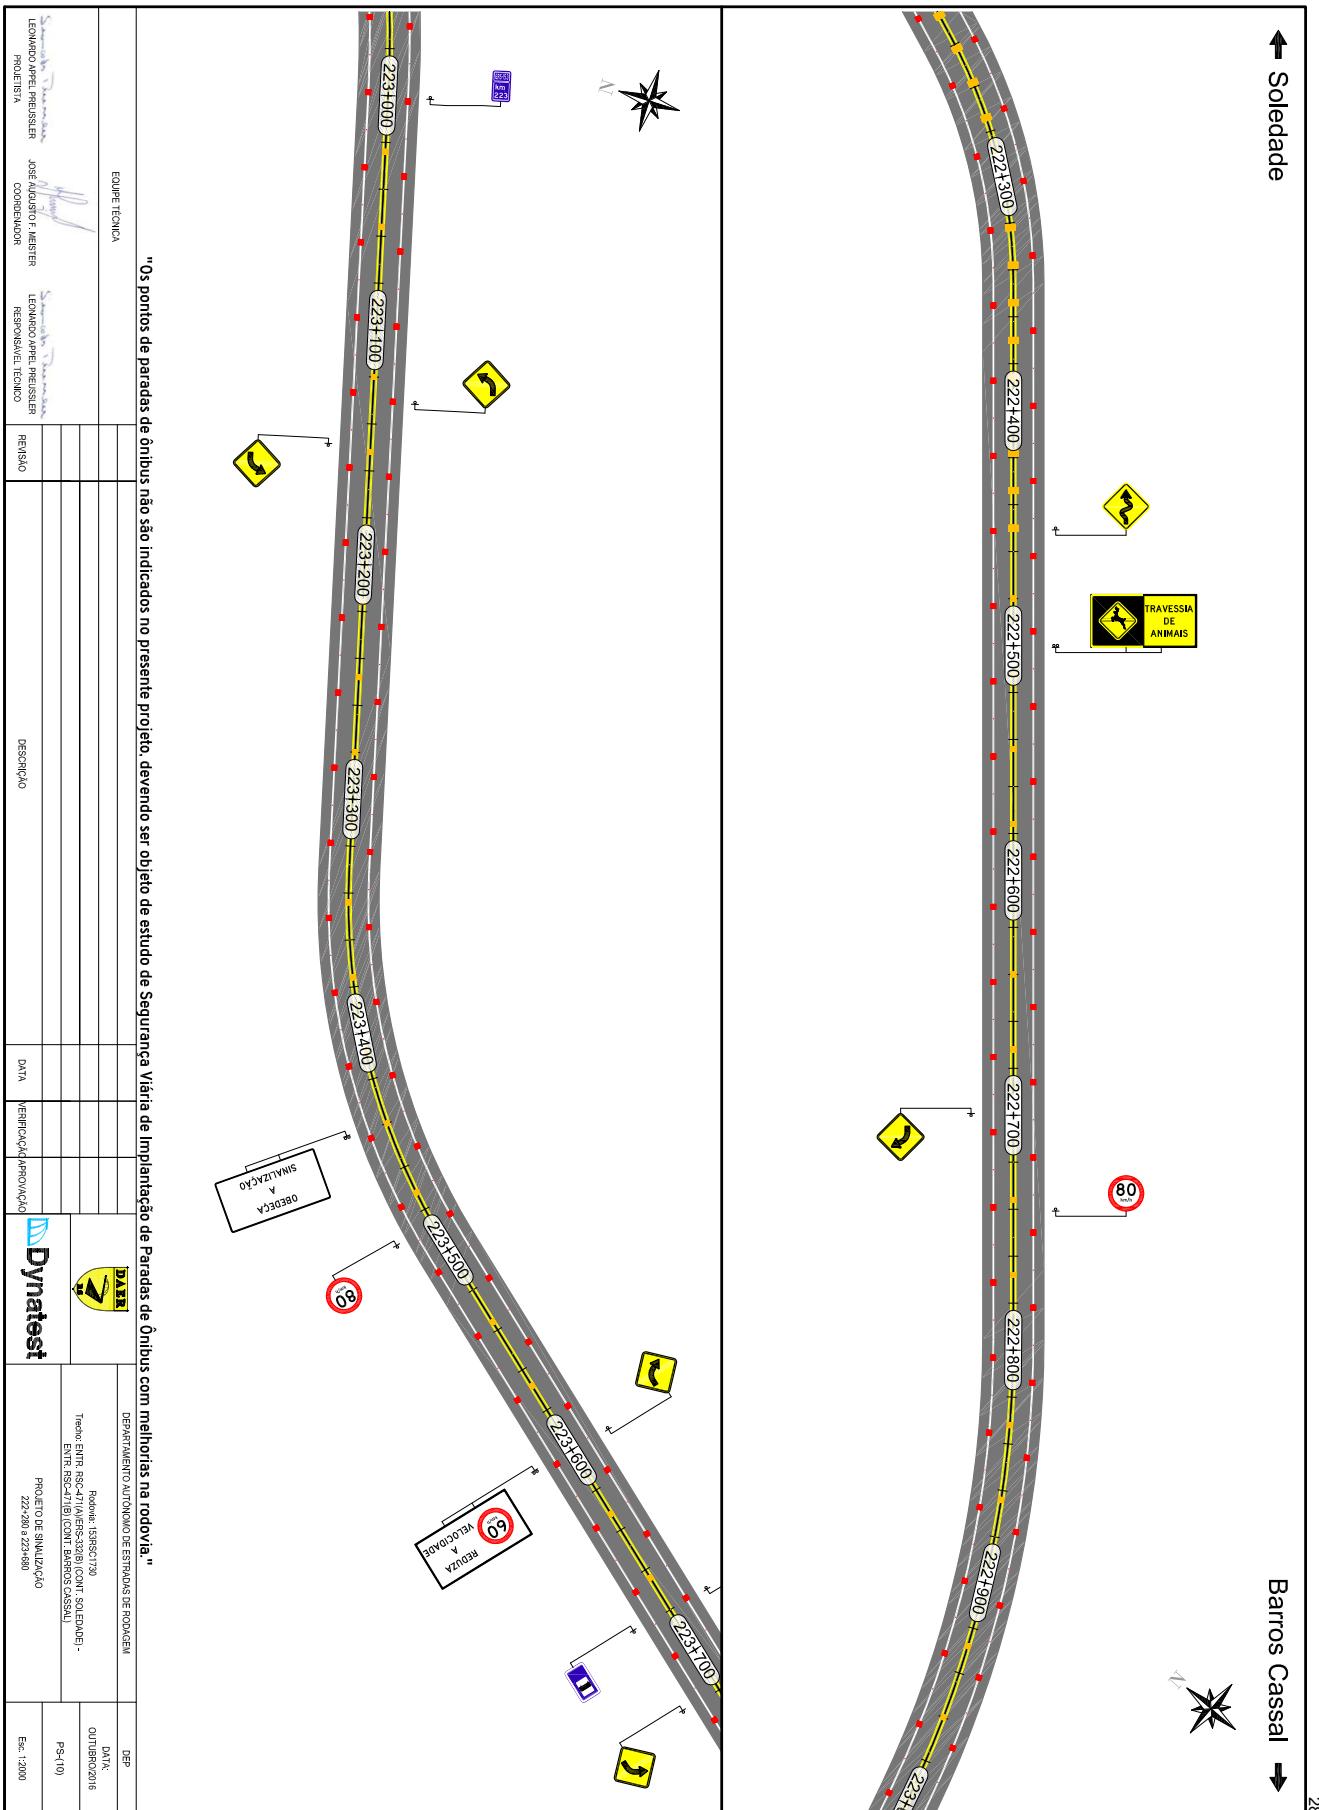 ← Soledade
Barros Cassal →
28
222+300
222+400
222+500
222+600
222+700
222+800
222+900
TRAVESSIA
DE
ANIMAIS
80
km/h
N
N
km
223
223+000
223+100
223+200
223+300
223+400
223+500
223+600
223+700
OBEDEÇA
A
SINALIZAÇÃO
80
km/h
REDUZA
A
VELOCIDADE
60
km/h
"Os pontos de paradas de ônibus não são indicados no presente projeto, devendo ser objeto de estudo de Segurança Viária de Implantação de Paradas de Ônibus com melhorias na rodovia."
EQUIPE TÉCNICA
LEONARDO APPEL PREUSSLER
PROJETISTA
JOSÉ AUGUSTO F. MEISTER
COORDENADOR
LEONARDO APPEL PREUSSLER
RESPONSÁVEL TÉCNICO
REVISÃO
DESCRIÇÃO
DATA
VERIFICAÇÃO
APROVAÇÃO
DAER
RS
Dynatest
DEPARTAMENTO AUTÔNOMO DE ESTRADAS DE RODAGEM
Rodovia: 153RSC1730
Trecho: ENTR. RSC-471(A)/ERS-332(B) (CONT. SOLEDADE) -
ENTR. RSC-471(B) (CONT. BARROS CASSAL)
PROJETO DE SINALIZAÇÃO
222+280 a 223+680
DEP
DATA:
OUTUBRO/2016
PS-(10)
Esc. 1:2000